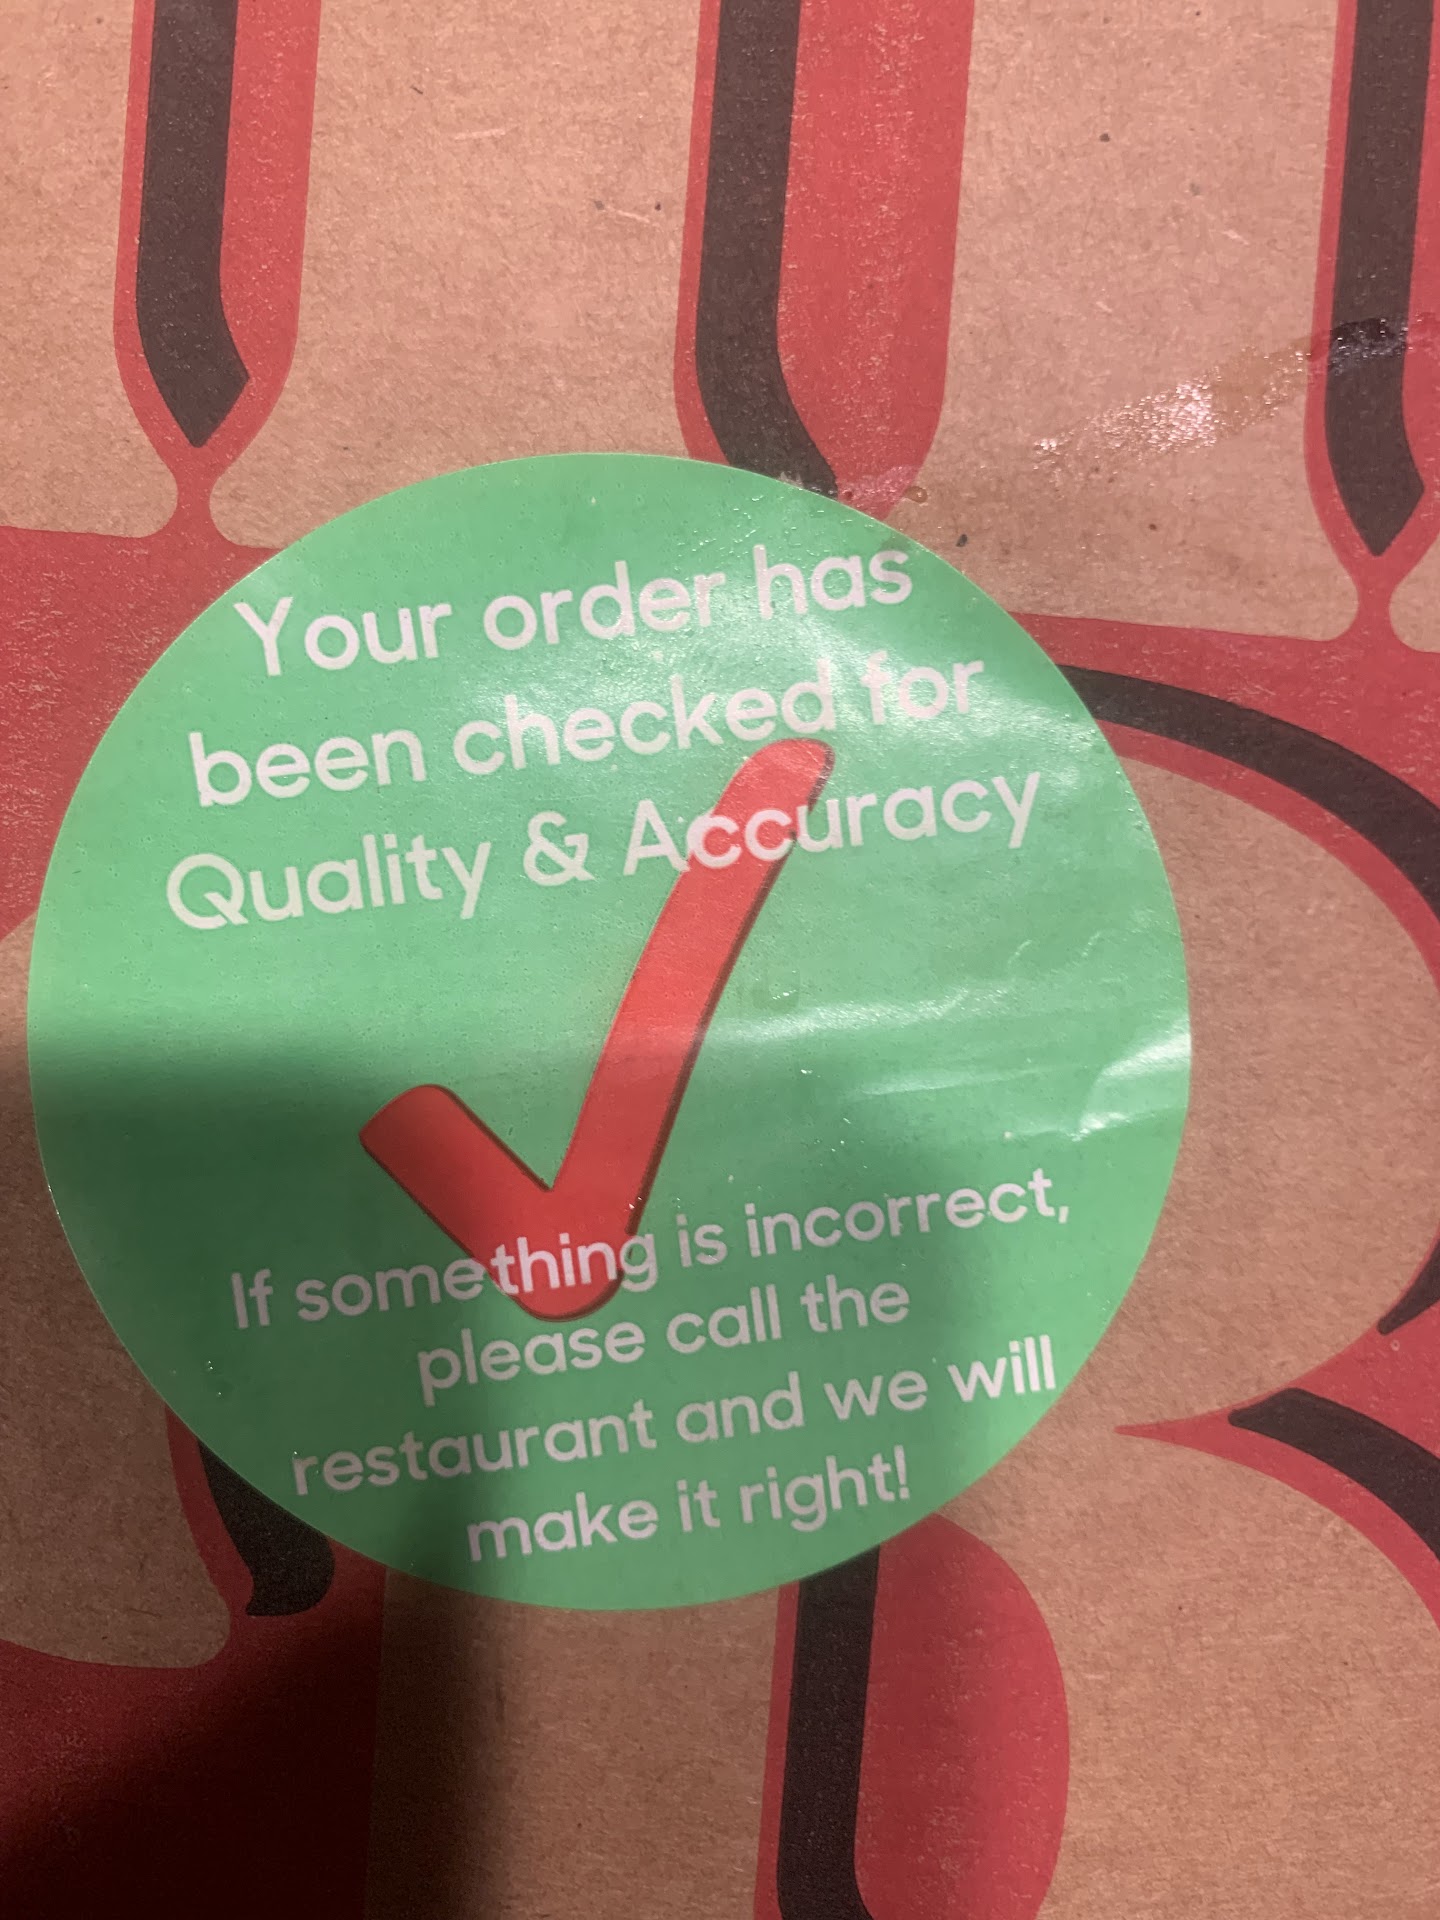 Your order has
been checked for
Quality & Accuracy
If something is incorrect,
please call the
restaurant and we will
make it right!